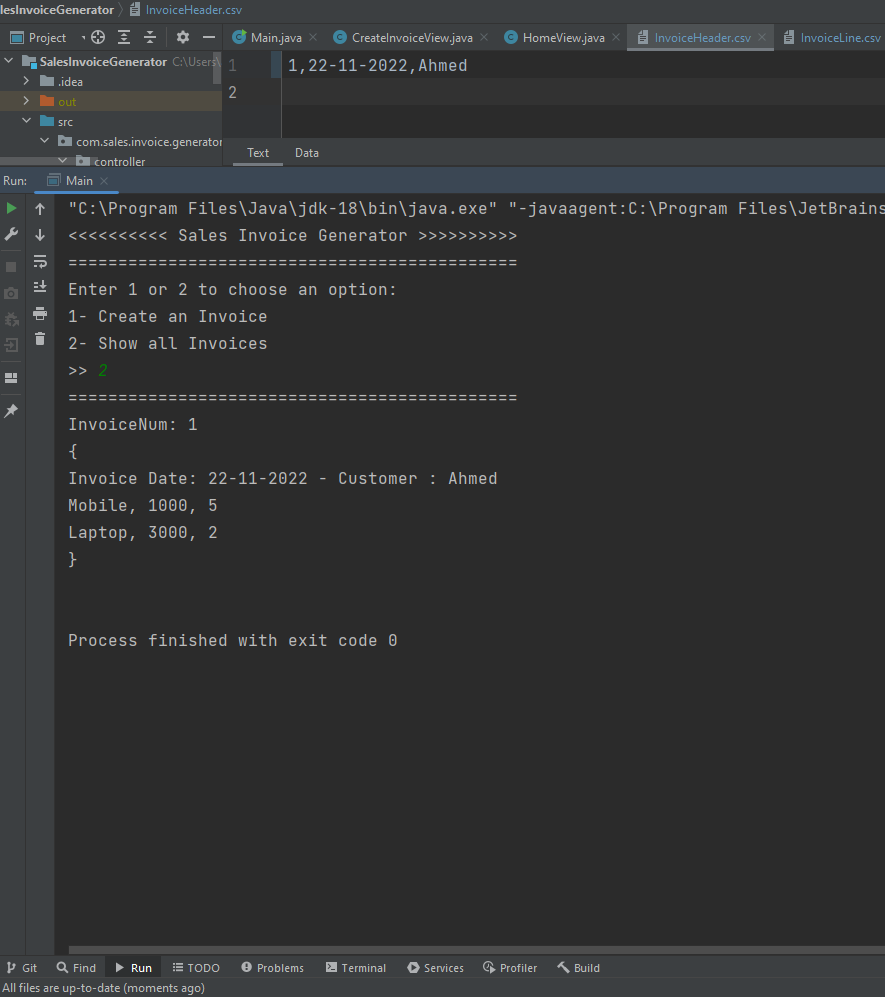 lesInvoiceGenerator InvoiceHeader.csv
Project Main.java CreateInvoiceView.java HomeView.java InvoiceHeader.csv InvoiceLine.csv
SalesInvoiceGenerator C:\Users\
.idea
out
src
com.sales.invoice.generator
controller
1 1,22-11-2022,Ahmed
2
Text Data
Run: Main
"C:\Program Files\Java\jdk-18\bin\java.exe" "-javaagent:C:\Program Files\JetBrains
<<<<<<<<<< Sales Invoice Generator >>>>>>>>>>
=============================================
Enter 1 or 2 to choose an option:
1- Create an Invoice
2- Show all Invoices
>> 2
=============================================
InvoiceNum: 1
{
Invoice Date: 22-11-2022 - Customer : Ahmed
Mobile, 1000, 5
Laptop, 3000, 2
}
Process finished with exit code 0
Git Find Run TODO Problems Terminal Services Profiler Build
All files are up-to-date (moments ago)